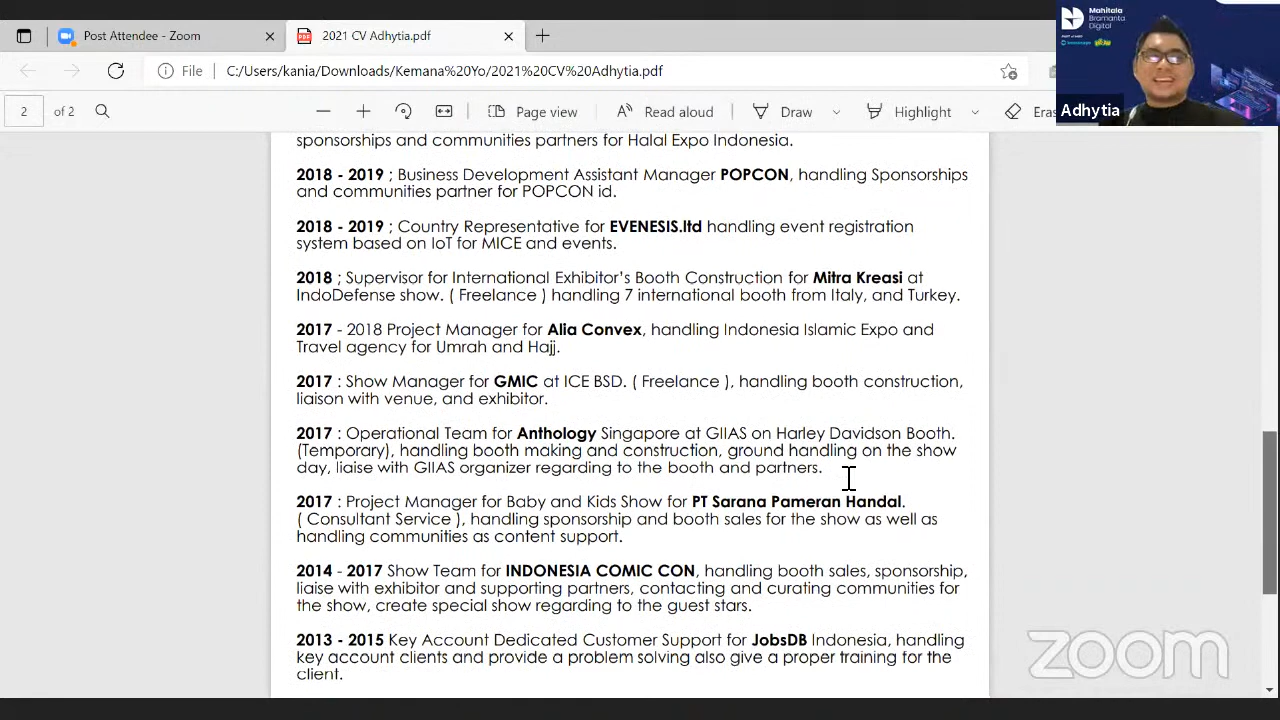 Post Attendee - Zoom
2021 CV Adhytia.pdf
File
C:/Users/kania/Downloads/Kemana%20Yo/2021%20CV%20Adhytia.pdf
2 of 2
Page view
Read aloud
Draw
Highlight
Eras
Mahitala
Bramanta
Digital
Adhytia
sponsorships and communities partners for Halal Expo Indonesia.
2018 - 2019 ; Business Development Assistant Manager POPCON, handling Sponsorships
and communities partner for POPCON id.
2018 - 2019 ; Country Representative for EVENESIS.ltd handling event registration
system based on IoT for MICE and events.
2018 ; Supervisor for International Exhibitor's Booth Construction for Mitra Kreasi at
IndoDefense show. ( Freelance ) handling 7 international booth from Italy, and Turkey.
2017 - 2018 Project Manager for Alia Convex, handling Indonesia Islamic Expo and
Travel agency for Umrah and Hajj.
2017 : Show Manager for GMIC at ICE BSD. ( Freelance ), handling booth construction,
liaison with venue, and exhibitor.
2017 : Operational Team for Anthology Singapore at GIIAS on Harley Davidson Booth.
(Temporary), handling booth making and construction, ground handling on the show
day, liaise with GIIAS organizer regarding to the booth and partners.
2017 : Project Manager for Baby and Kids Show for PT Sarana Pameran Handal.
( Consultant Service ), handling sponsorship and booth sales for the show as well as
handling communities as content support.
2014 - 2017 Show Team for INDONESIA COMIC CON, handling booth sales, sponsorship,
liaise with exhibitor and supporting partners, contacting and curating communities for
the show, create special show regarding to the guest stars.
2013 - 2015 Key Account Dedicated Customer Support for JobsDB Indonesia, handling
key account clients and provide a problem solving also give a proper training for the
client.
zoom